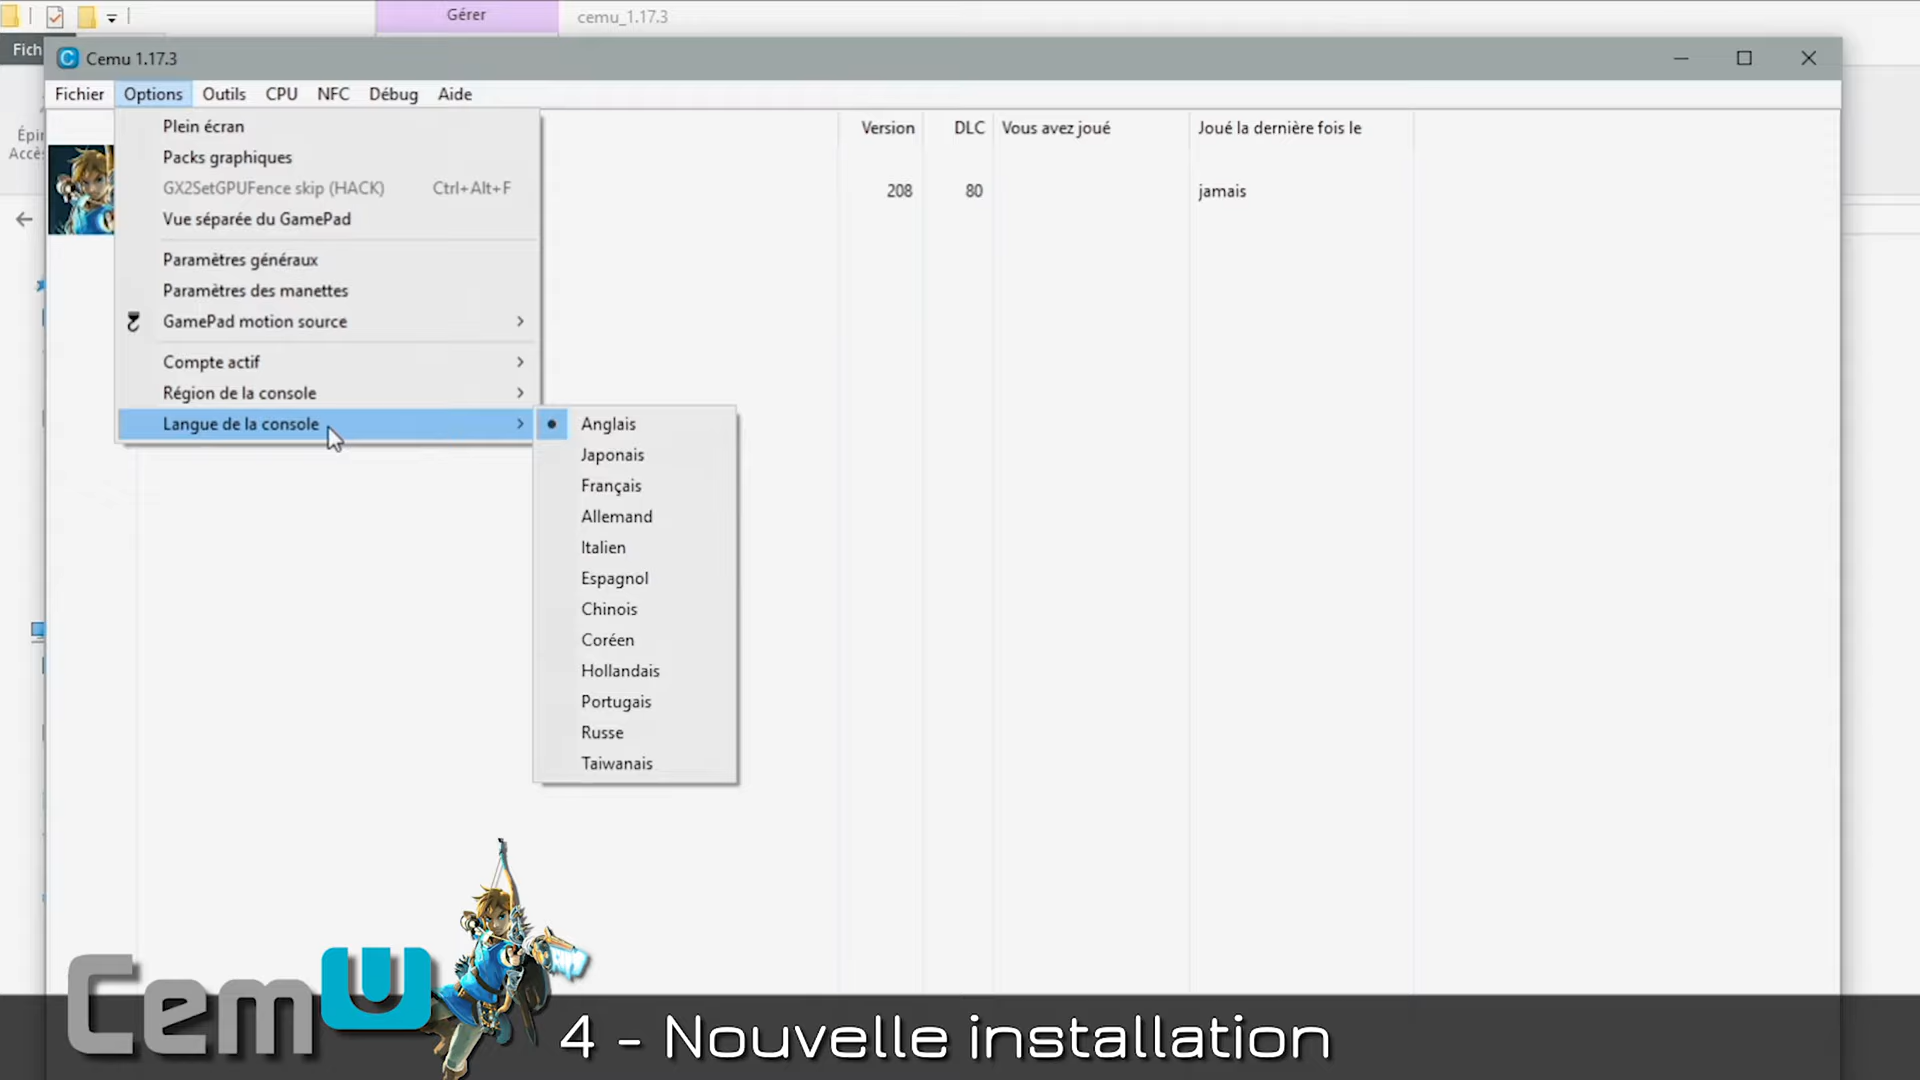 Gérer
cemu_1.17.3
Fich
Cemu 1.17.3
Fichier Options Outils CPU NFC Débug Aide
Épi
Accè
Plein écran
Packs graphiques
GX2SetGPUFence skip (HACK) Ctrl+Alt+F
Vue séparée du GamePad
Paramètres généraux
Paramètres des manettes
GamePad motion source
Compte actif
Région de la console
Langue de la console
Anglais
Japonais
Français
Allemand
Italien
Espagnol
Chinois
Coréen
Hollandais
Portugais
Russe
Taiwanais
Version DLC Vous avez joué Joué la dernière fois le
208 80 jamais
Cemu
4 - Nouvelle installation